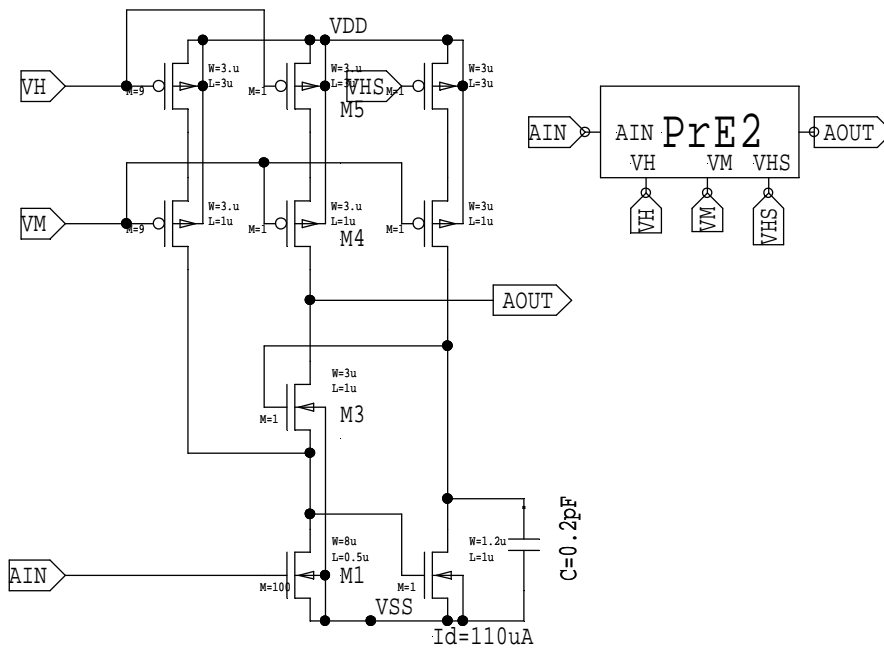 VDD
W=3.u
L=3u
W=3.u
L=3u
W=3u
L=3u
VH
M=9
M=1
VHS
M=1
M5
AIN
AIN
PrE2
AOUT
VH
VM
VHS
VH
VM
VHS
W=3.u
L=1u
W=3.u
L=1u
W=3u
L=1u
VM
M=9
M=1
M4
M=1
AOUT
W=3u
L=1u
M=1
M3
W=8u
L=0.5u
W=1.2u
L=1u
C=0.2pF
AIN
M=100
M1
M=1
VSS
Id=110uA